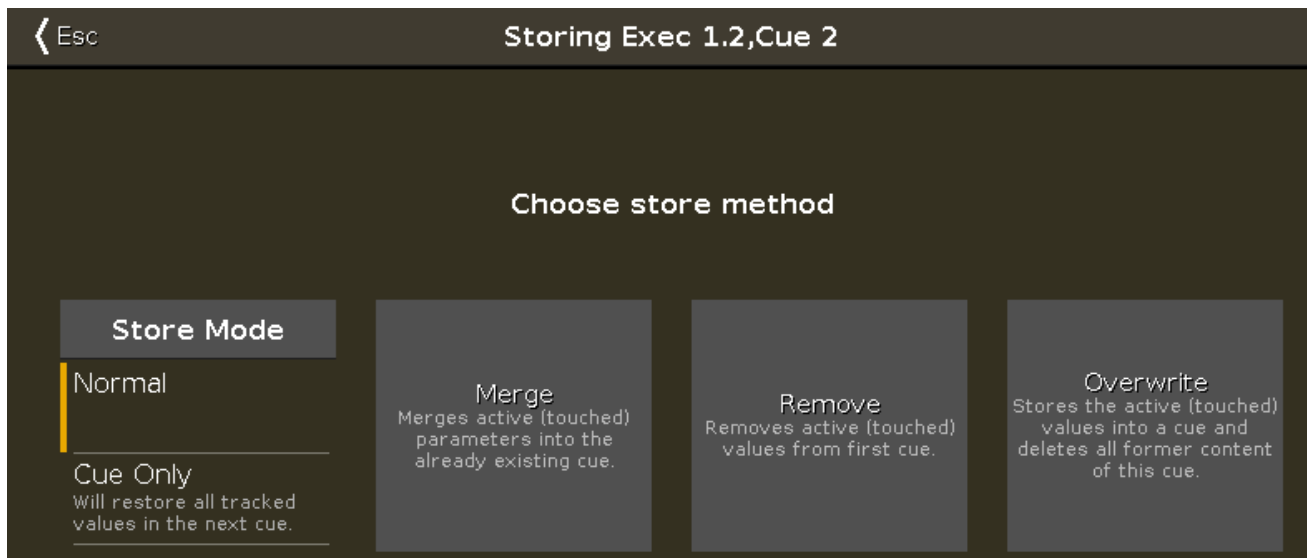 Esc
Storing Exec 1.2,Cue 2
Choose store method
Store Mode
Normal
Cue Only
Will restore all tracked
values in the next cue.
Merge
Merges active (touched)
parameters into the
already existing cue.
Remove
Removes active (touched)
values from first cue.
Overwrite
Stores the active (touched)
values into a cue and
deletes all former content
of this cue.